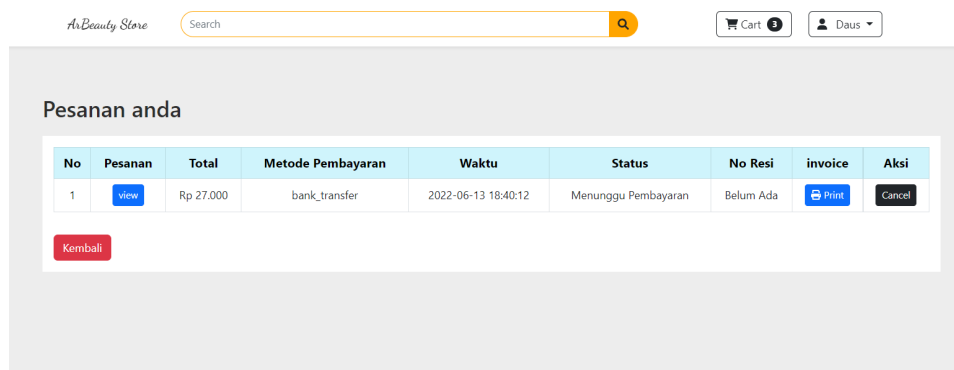 ArBeauty Store Search Cart 3 Daus
Pesanan anda
No Pesanan Total Metode Pembayaran Waktu Status No Resi invoice Aksi
1 view Rp 27.000 bank_transfer 2022-06-13 18:40:12 Menunggu Pembayaran Belum Ada Print Cancel
Kembali